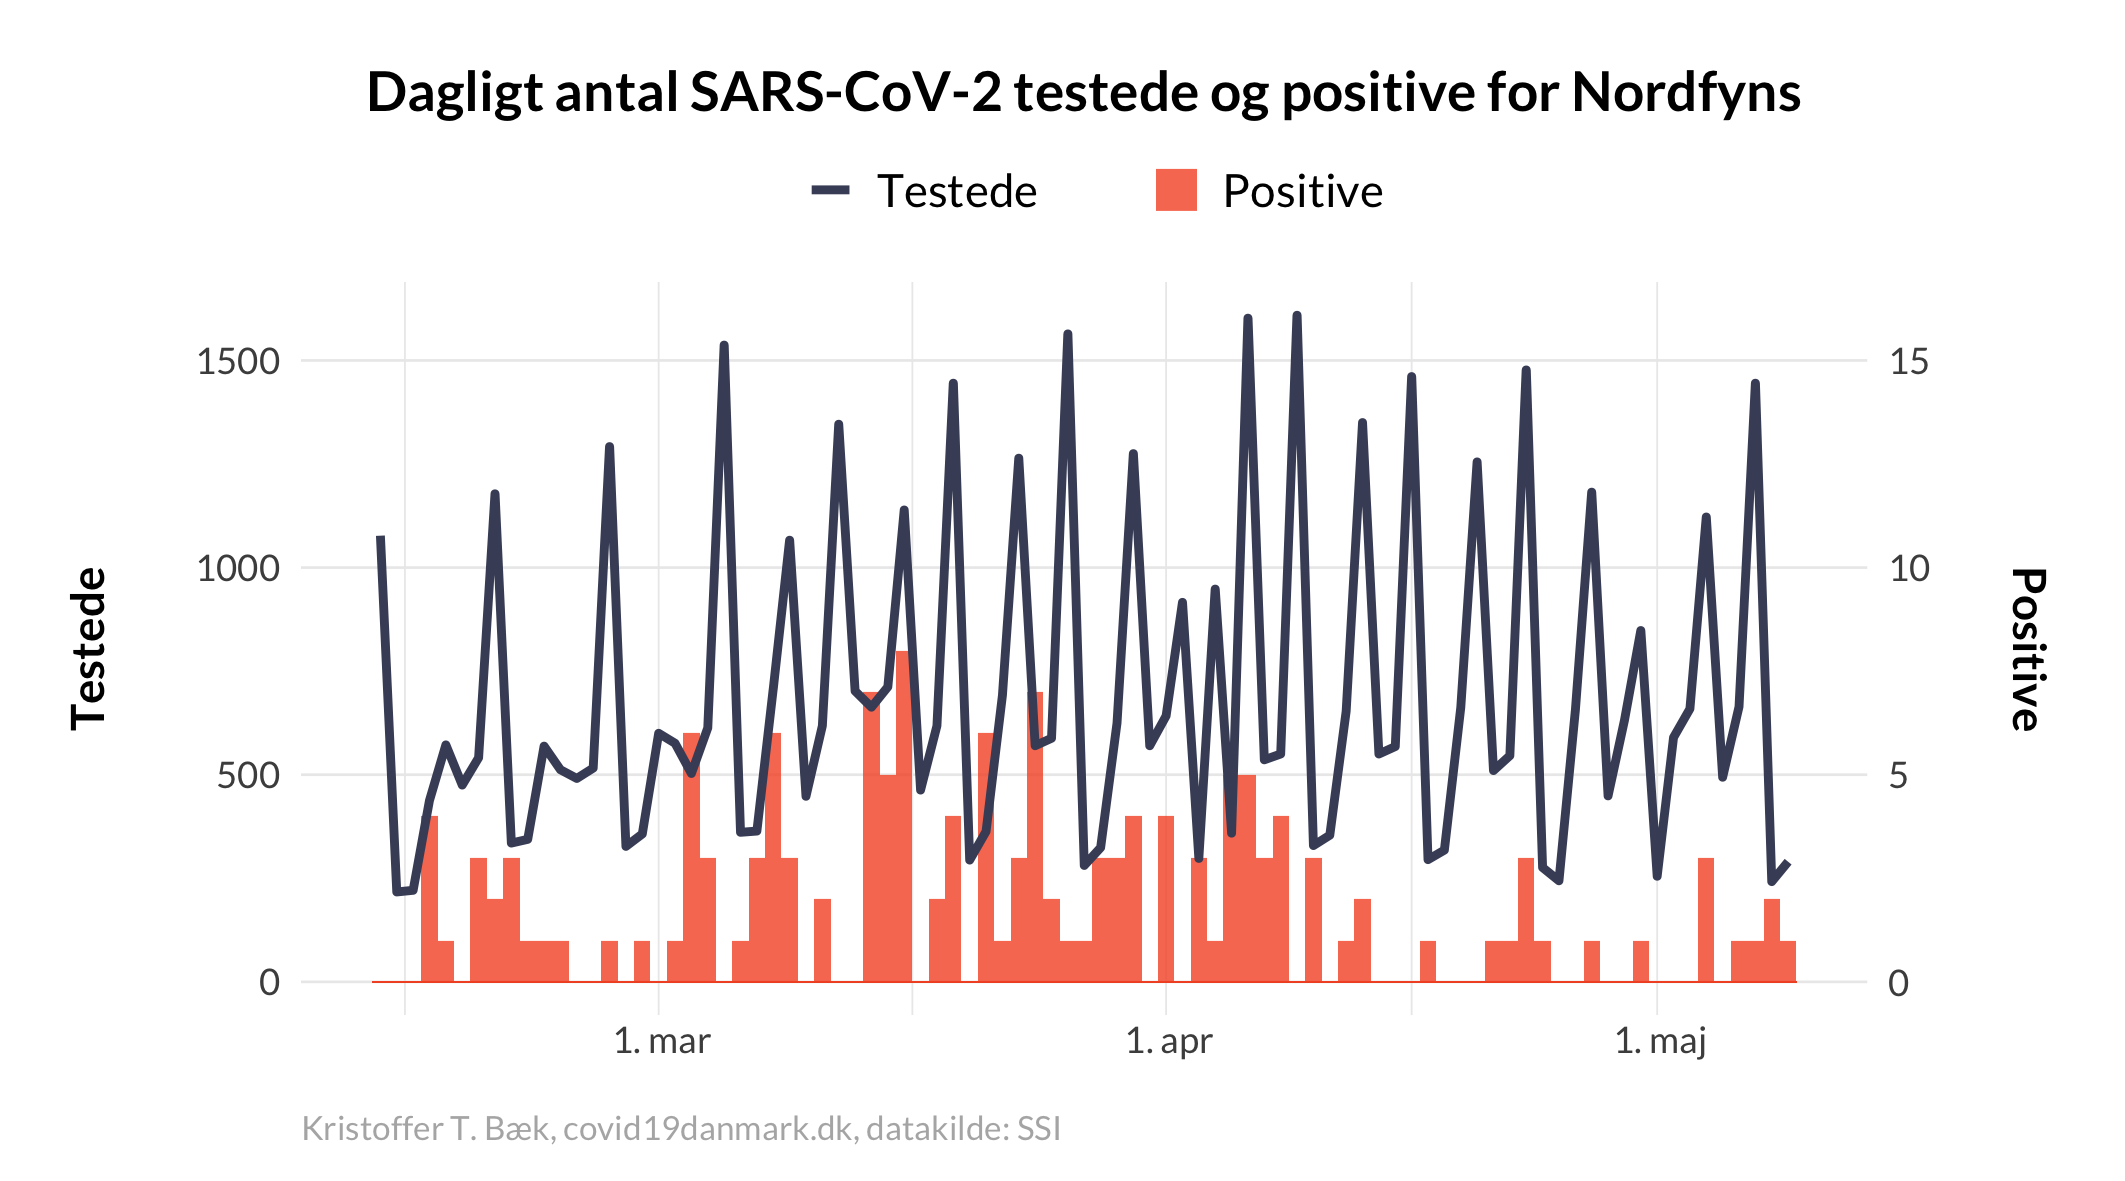 Dagligt antal SARS-CoV-2 testede og positive for Nordfyns
Testede
Positive
1500
1000
500
0
15
10
5
0
Testede
Positive
1. mar
1. apr
1. maj
Kristoffer T. Bæk, covid19danmark.dk, datakilde: SSI